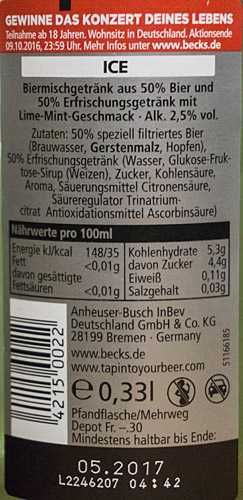 GEWINNE DAS KONZERT DEINES LEBENS
Teilnahme ab 18 Jahren. Wohnsitz in Deutschland. Aktionsende
09.10.2016, 23:59 Uhr. Mehr Infos unter www.becks.de
ICE
Biermischgetränk aus 50% Bier und
50% Erfrischungsgetränk mit
Lime-Mint-Geschmack - Alk. 2,5% vol.
Zutaten: 50% speziell filtriertes Bier
(Brauwasser, Gerstenmalz, Hopfen),
50% Erfrischungsgetränk (Wasser, Glukose-Fruk-
tose-Sirup (Weizen), Zucker, Kohlensäure,
Aroma, Säuerungsmittel Citronensäure,
Säureregulator Trinatrium-
citrat Antioxidationsmittel Ascorbinsäure)
Nährwerte pro 100ml
Energie kJ/kcal 148/35
Fett <0,01g
davon gesättigte
Fettsäuren <0,01g
Kohlenhydrate 5,3g
davon Zucker 4,4g
Eiweiß 0,11g
Salzgehalt 0,03g
42150022
Anheuser-Busch InBev
Deutschland GmbH & Co. KG
28199 Bremen · Germany
www.becks.de
www.tapintoyourbeer.com
51166185
e 0,33l
Pfandflasche/Mehrweg
Depot Fr. -.30
Mindestens haltbar bis Ende:
05.2017
L2246207 04:42